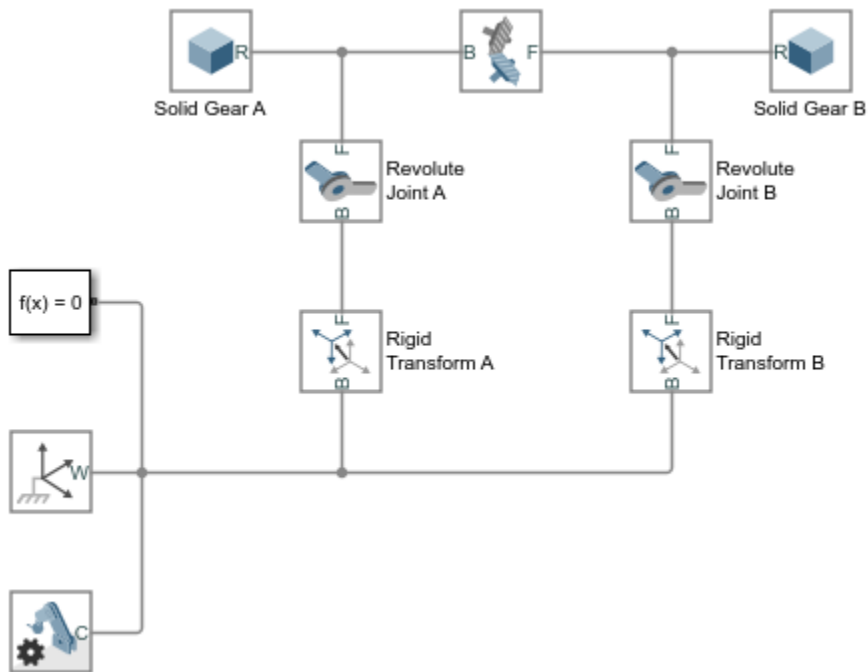 R
B
F
R
Solid Gear A
Solid Gear B
F
F
Revolute
Joint A
Revolute
Joint B
B
B
f(x) = 0
F
F
Rigid
Transform A
Rigid
Transform B
B
B
W
C